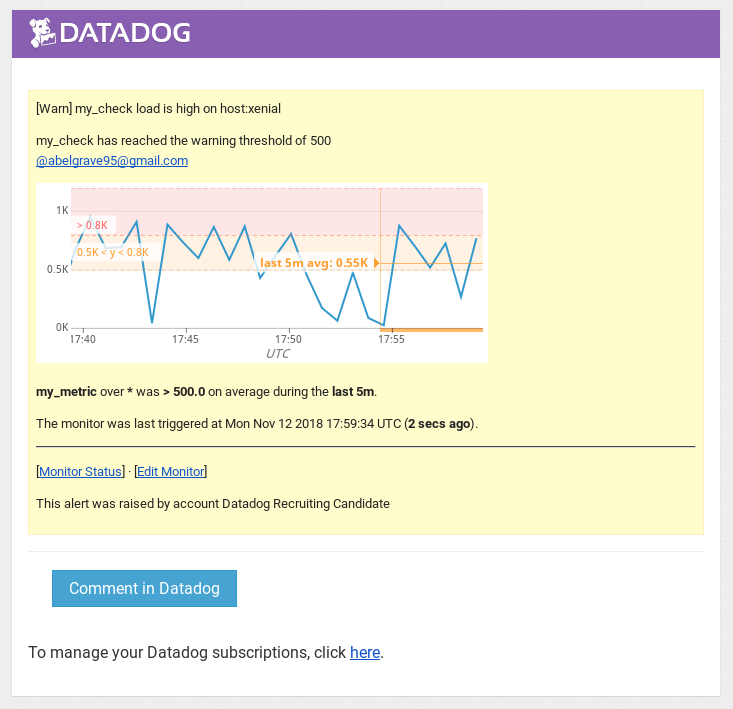 DATADOG
[Warn] my_check load is high on host:xenial
my_check has reached the warning threshold of 500
@abelgrave95@gmail.com
1K
> 0.8K
0.5K < y < 0.8K
last 5m avg: 0.55K
0.5K
0K
17:40 17:45 17:50 17:55
UTC
my_metric over * was > 500.0 on average during the last 5m.
The monitor was last triggered at Mon Nov 12 2018 17:59:34 UTC (2 secs ago).
[Monitor Status] · [Edit Monitor]
This alert was raised by account Datadog Recruiting Candidate
Comment in Datadog
To manage your Datadog subscriptions, click here.